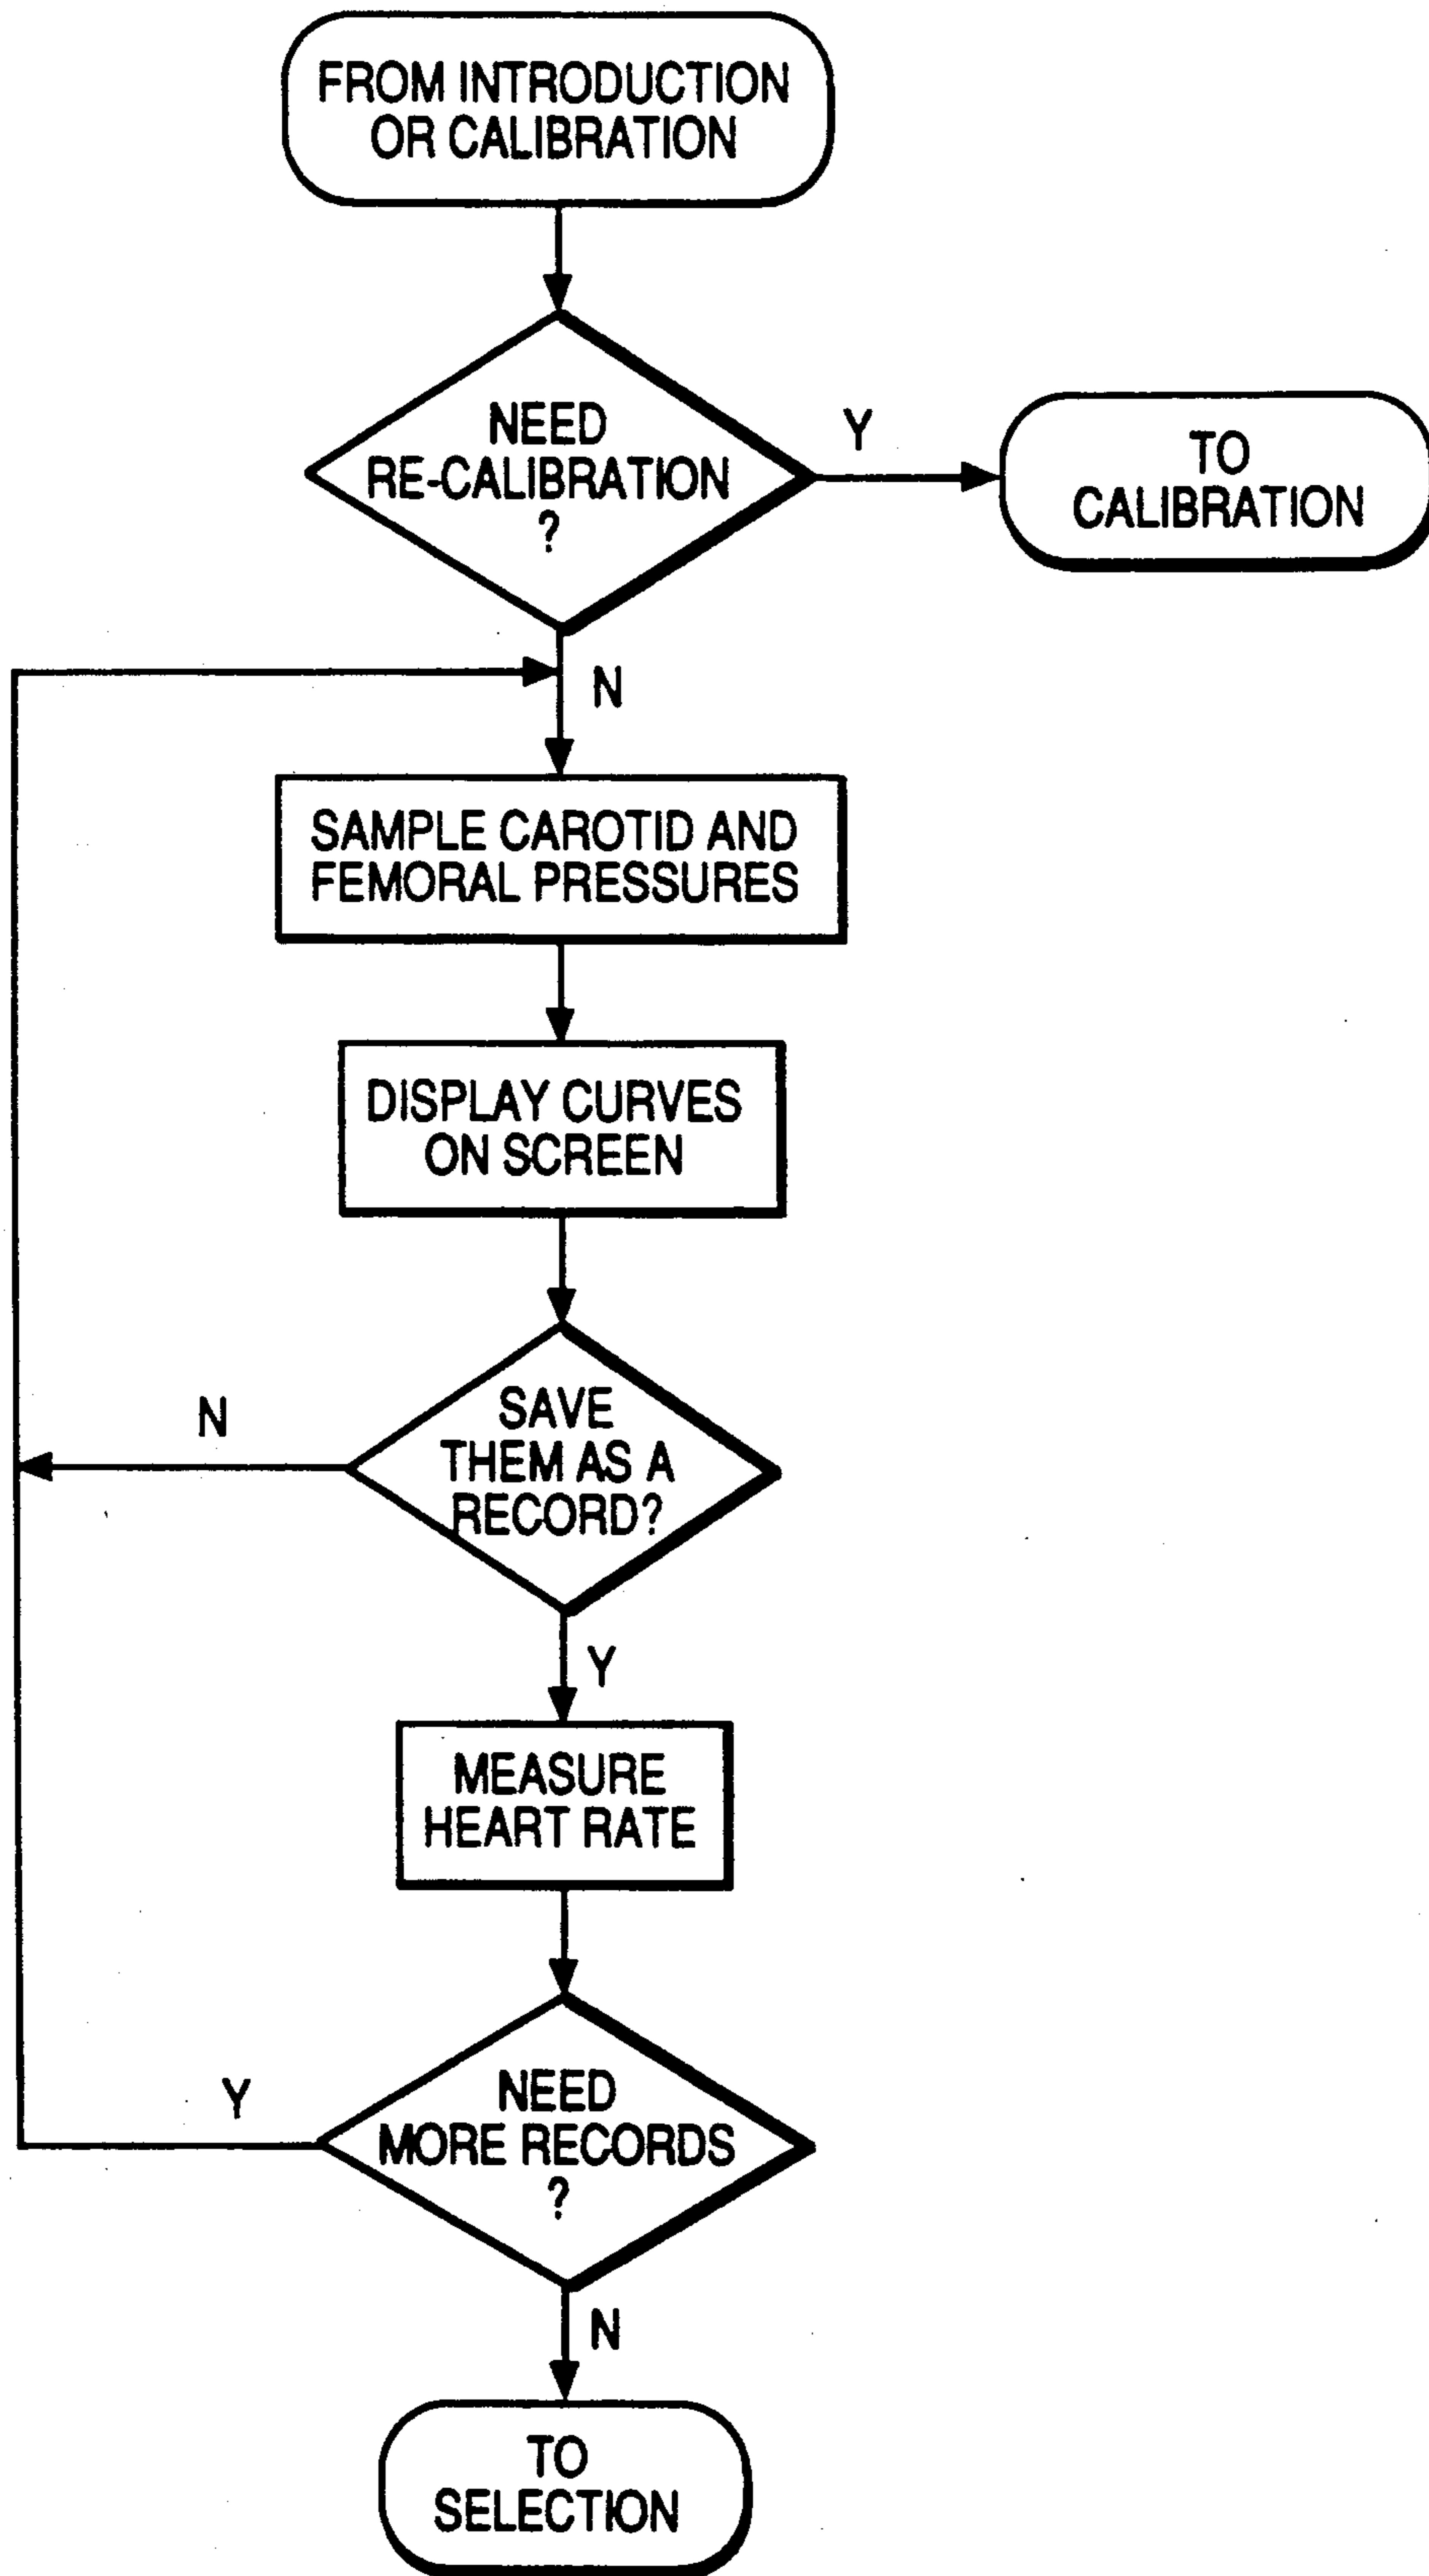 FROM INTRODUCTION
OR CALIBRATION
NEED
RE-CALIBRATION
?
Y
TO
CALIBRATION
N
SAMPLE CAROTID AND
FEMORAL PRESSURES
DISPLAY CURVES
ON SCREEN
SAVE
THEM AS A
RECORD?
N
Y
MEASURE
HEART RATE
NEED
MORE RECORDS
?
Y
N
TO
SELECTION